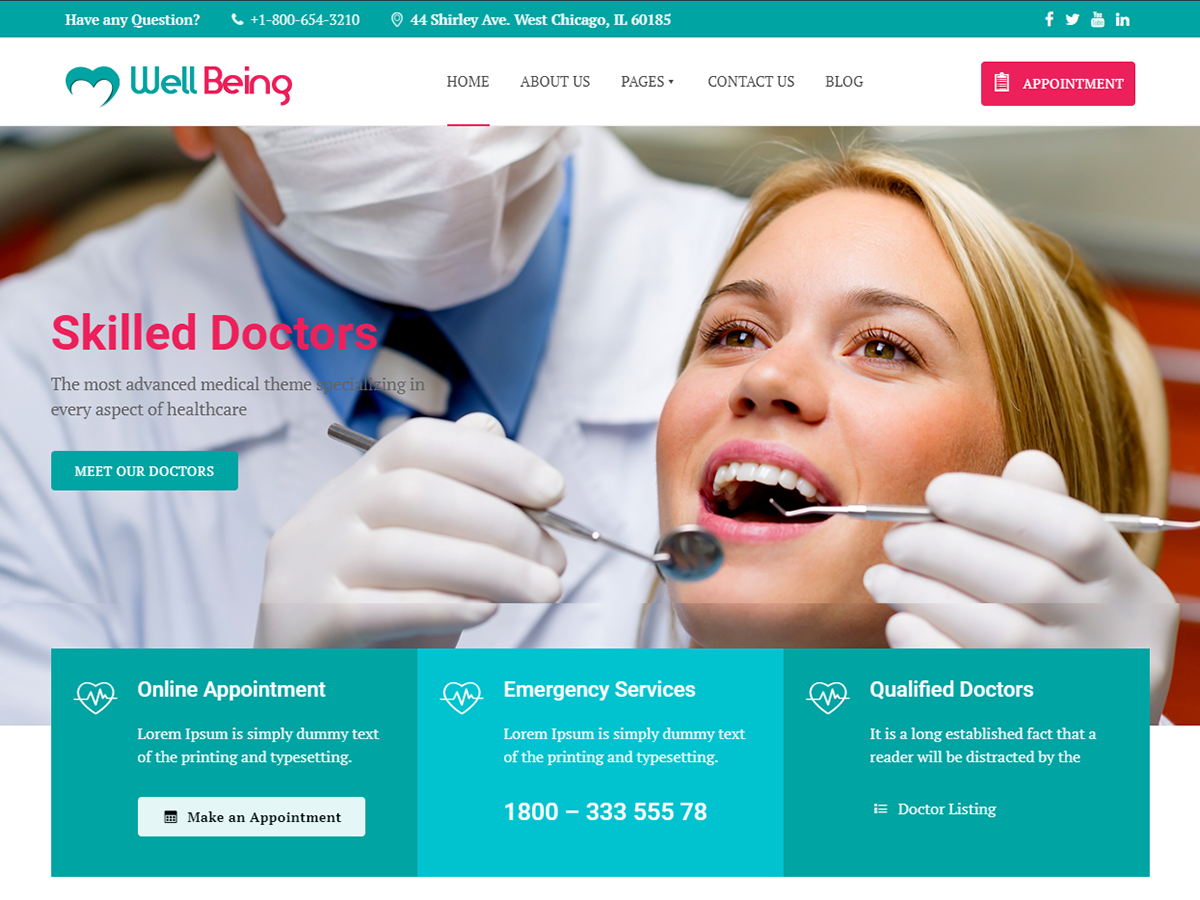 Have any Question? +1-800-654-3210 44 Shirley Ave. West Chicago, IL 60185
Well Being HOME ABOUT US PAGES CONTACT US BLOG APPOINTMENT
Skilled Doctors
The most advanced medical theme specializing in
every aspect of healthcare
MEET OUR DOCTORS
Online Appointment
Lorem Ipsum is simply dummy text
of the printing and typesetting.
Make an Appointment
Emergency Services
Lorem Ipsum is simply dummy text
of the printing and typesetting.
1800 – 333 555 78
Qualified Doctors
It is a long established fact that a
reader will be distracted by the
Doctor Listing